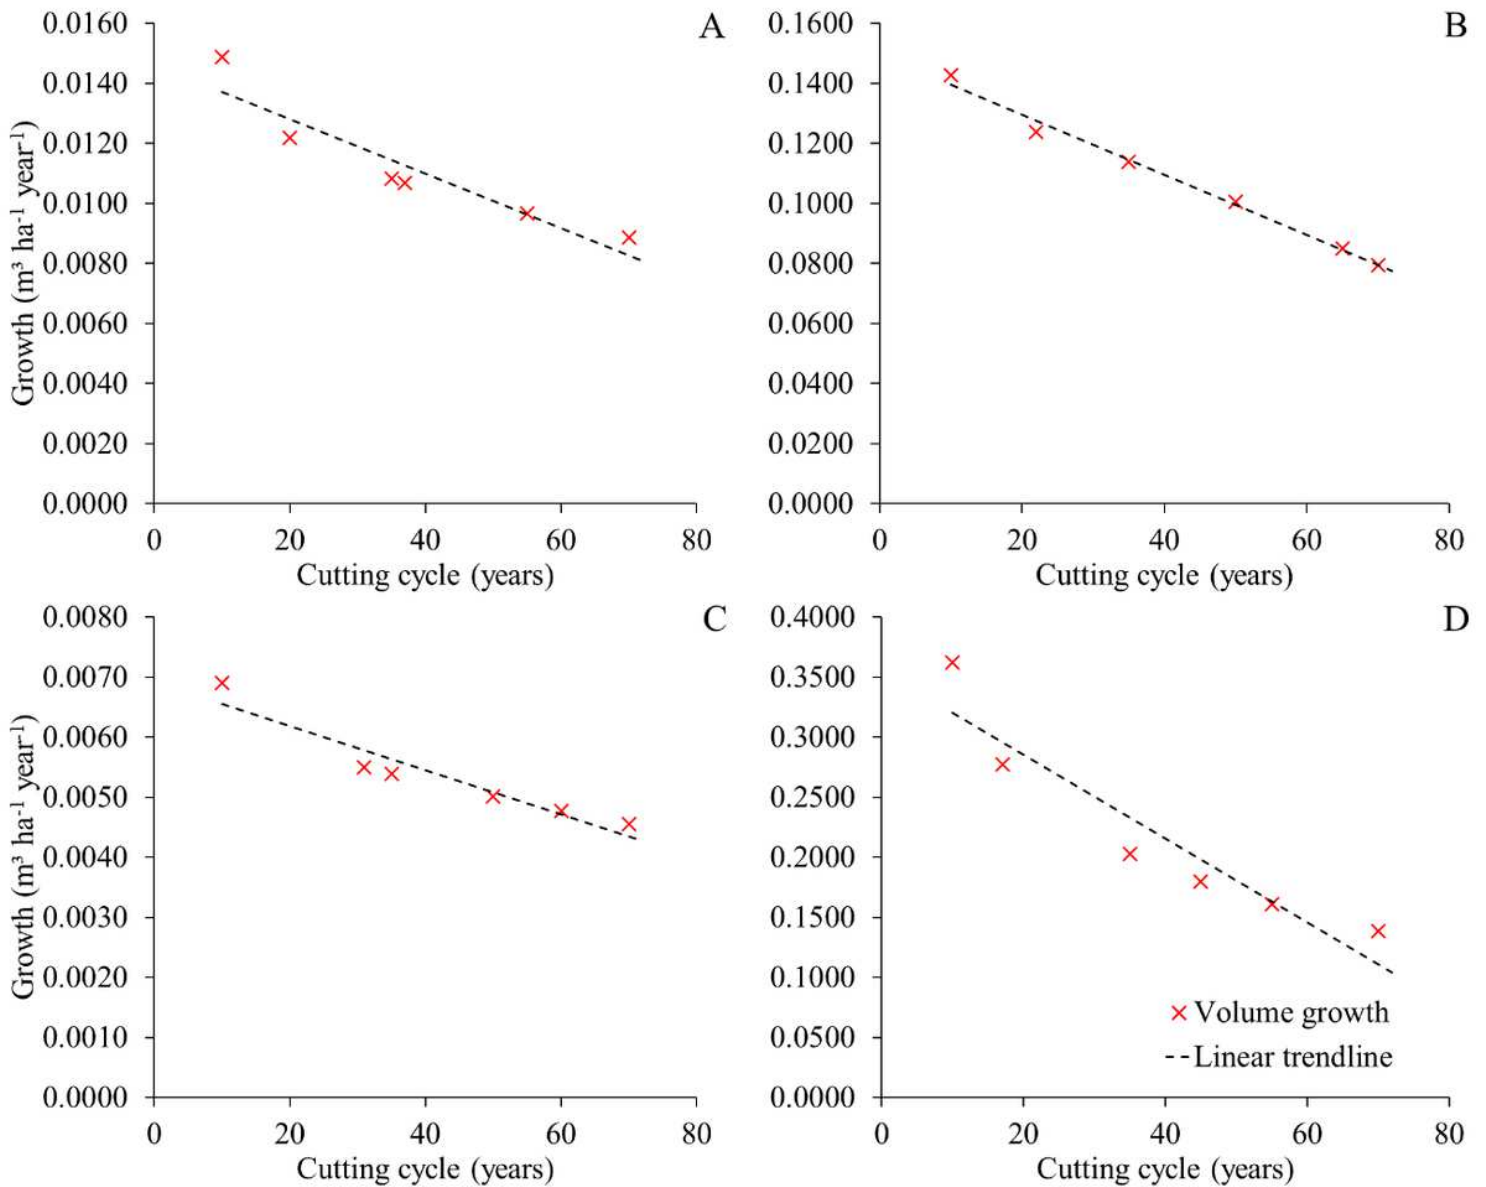 A
0.0160
0.0140
0.0120
0.0100
0.0080
0.0060
0.0040
0.0020
0.0000
Growth (m³ ha⁻¹ year⁻¹)
0 20 40 60 80
Cutting cycle (years)
B
0.1600
0.1400
0.1200
0.1000
0.0800
0.0600
0.0400
0.0200
0.0000
0 20 40 60 80
Cutting cycle (years)
C
0.0080
0.0070
0.0060
0.0050
0.0040
0.0030
0.0020
0.0010
0.0000
Growth (m³ ha⁻¹ year⁻¹)
0 20 40 60 80
Cutting cycle (years)
D
0.4000
0.3500
0.3000
0.2500
0.2000
0.1500
0.1000
0.0500
0.0000
Volume growth
Linear trendline
0 20 40 60 80
Cutting cycle (years)